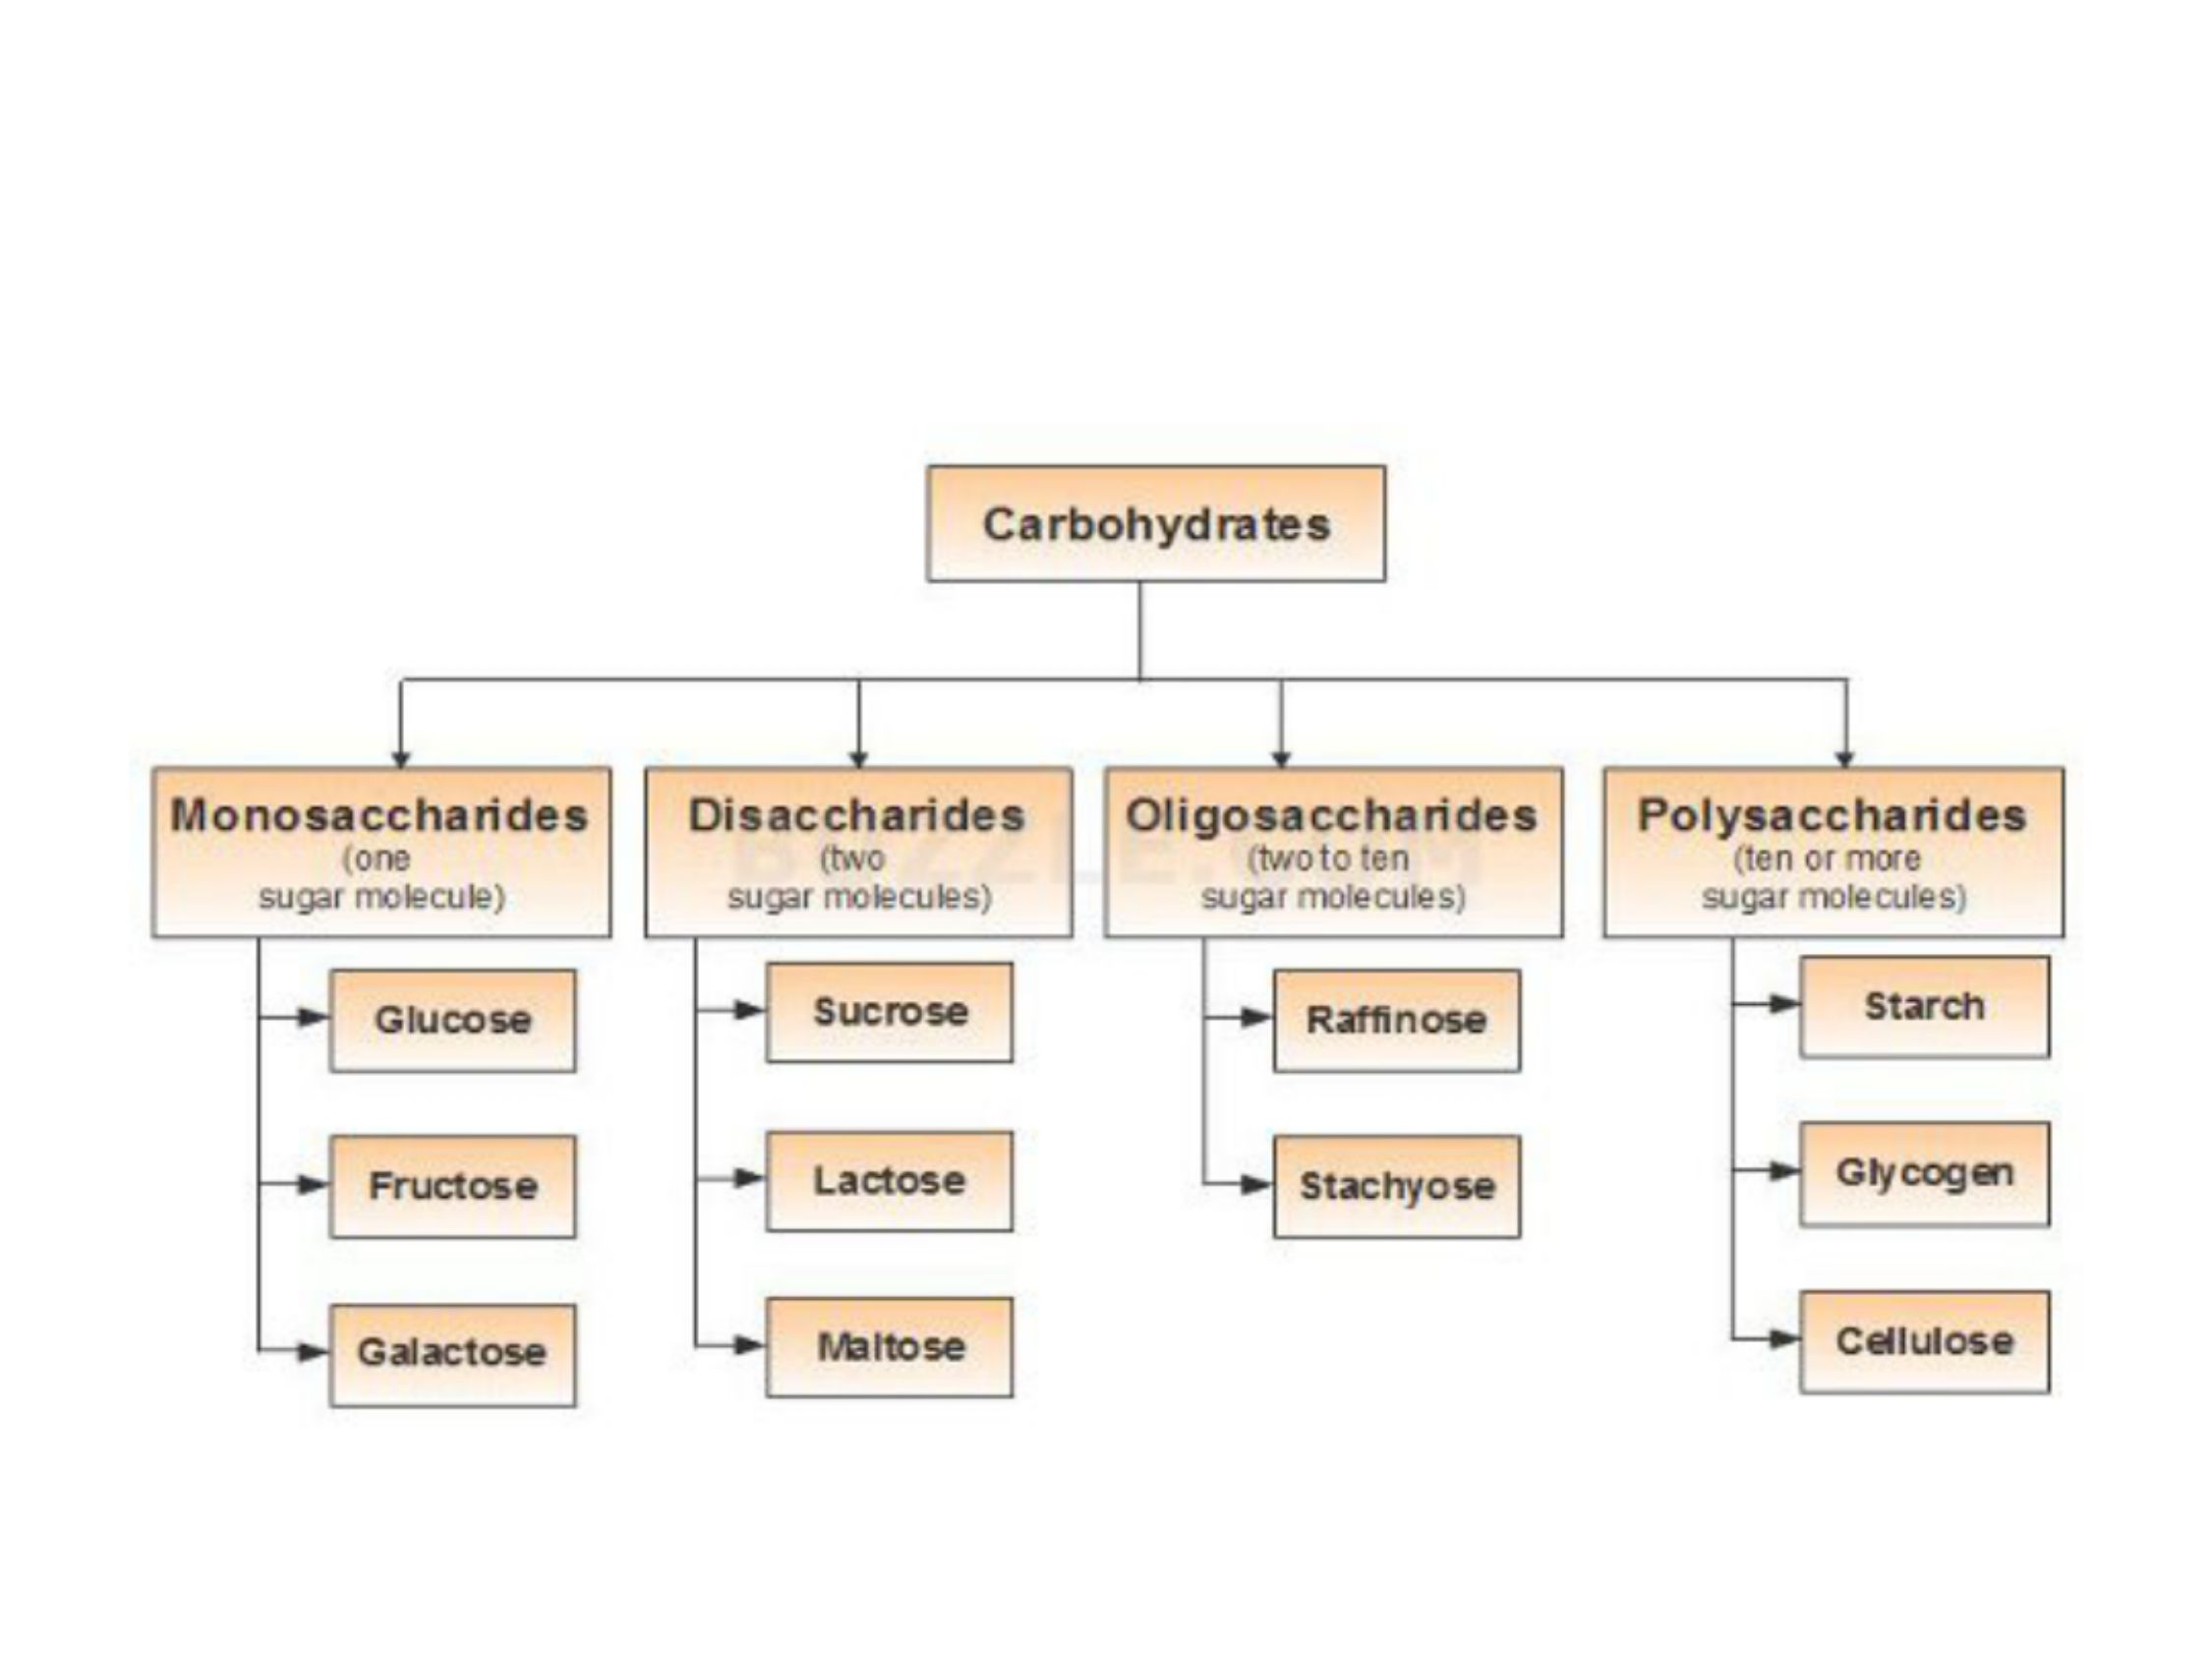 Carbohydrates
Monosaccharides
(one
sugar molecule)
Disaccharides
(two
sugar molecules)
Oligosaccharides
(two to ten
sugar molecules)
Polysaccharides
(ten or more
sugar molecules)
Glucose
Fructose
Galactose
Sucrose
Lactose
Maltose
Raffinose
Stachyose
Starch
Glycogen
Cellulose